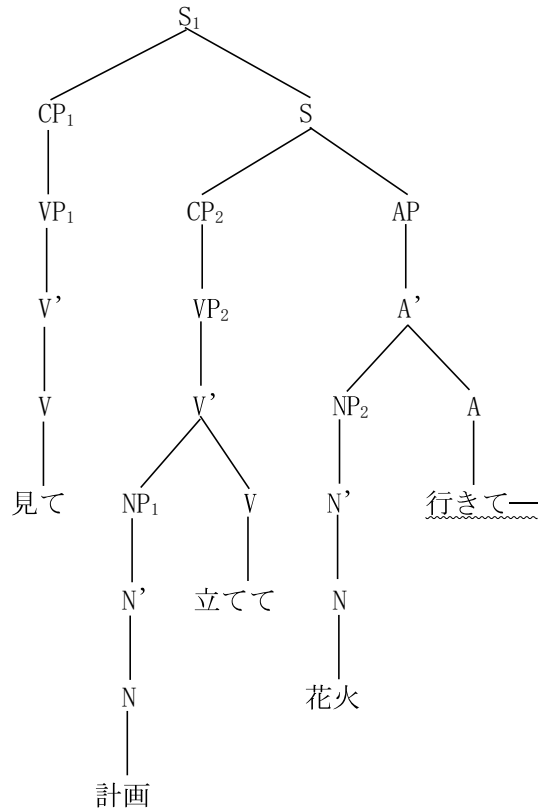 S₁
CP₁ S
VP₁ CP₂ AP
V' VP₂ A'
V V' NP₂ A
見て NP₁ V N' 行きてー
N' 立てて N
N 花火
計画